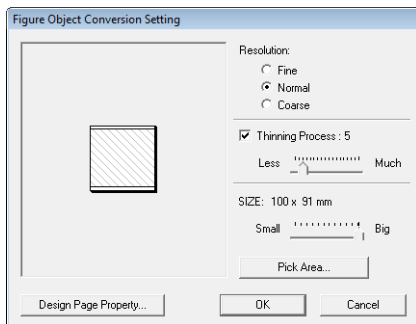 Figure Object Conversion Setting
Resolution:
Fine
Normal
Coarse
Thinning Process : 5
Less Much
SIZE: 100 x 91 mm
Small Big
Pick Area...
Design Page Property... OK Cancel